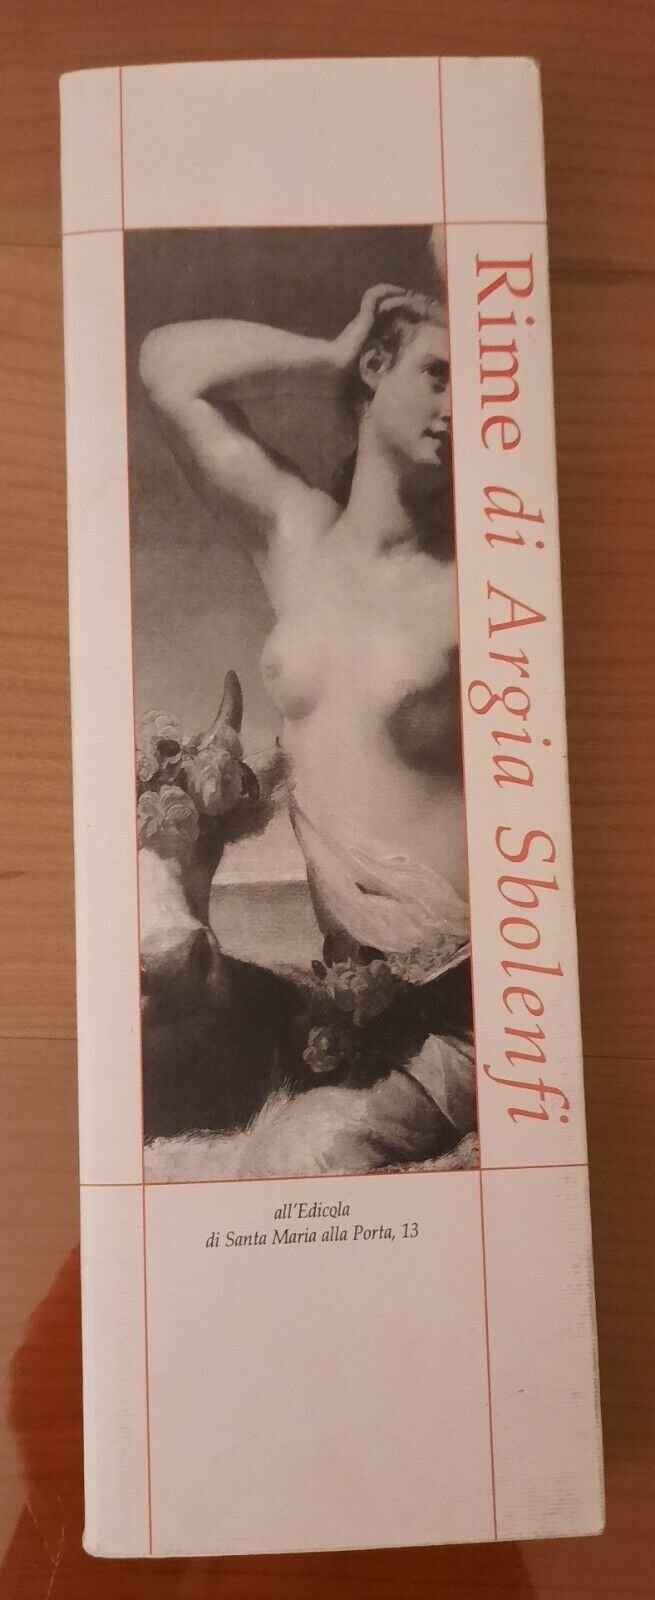 Rime di Argia Sbolenfi
all'Edicola
di Santa Maria alla Porta, 13